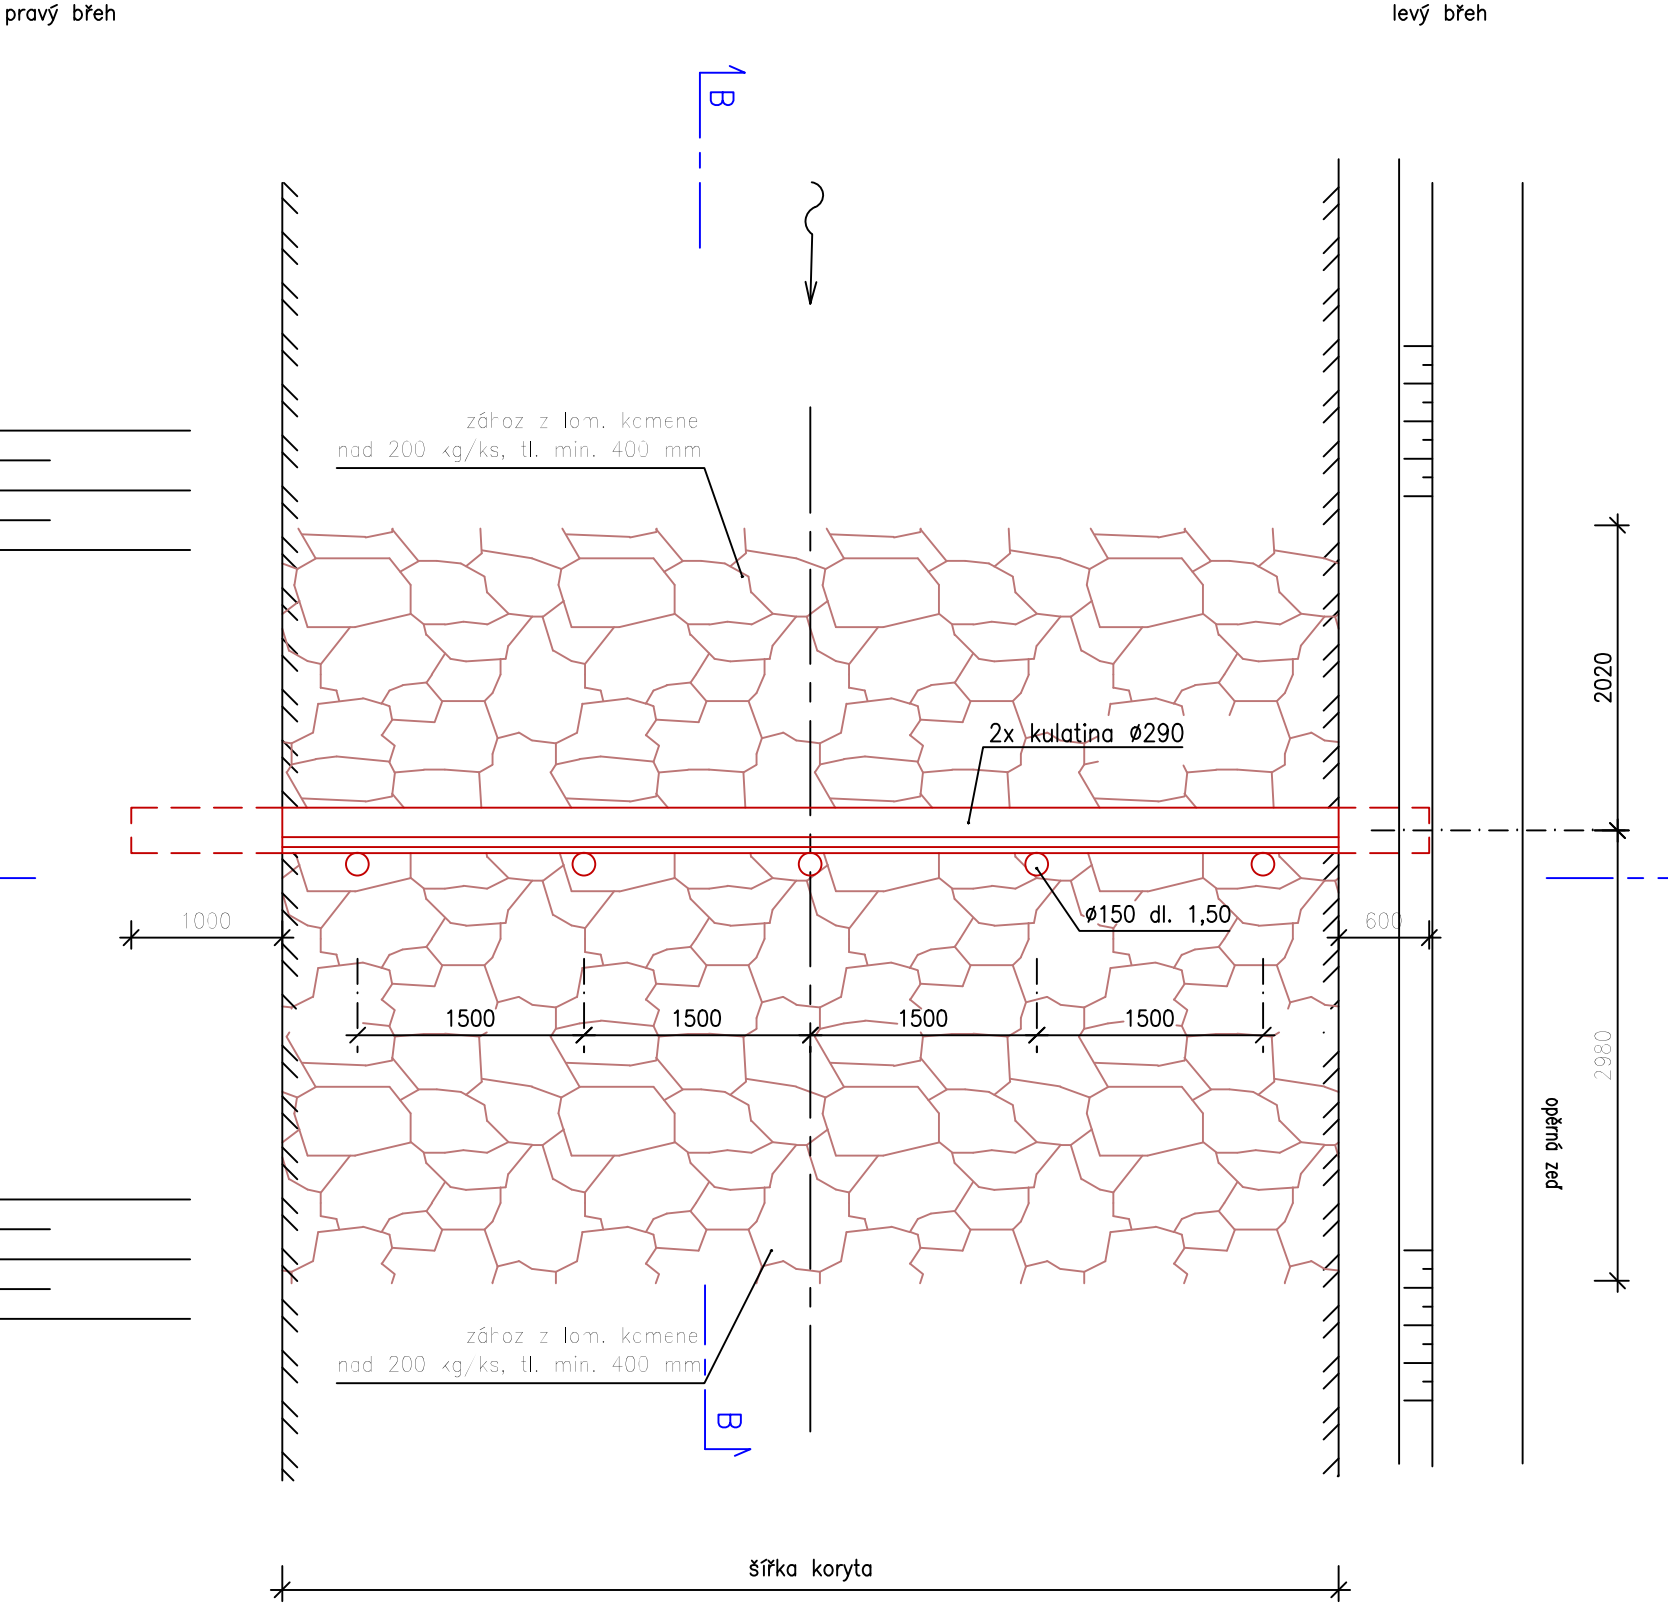 pravý břeh
levý břeh
B
zához z lom. kamene
nad 200 kg/ks, tl. min. 400 mm
2020
2x kulatina ø290
ø150 dl. 1,50
1000
600
1500
1500
1500
1500
2980
opěrná zeď
zához z lom. kamene
nad 200 kg/ks, tl. min. 400 mm
B
šířka koryta